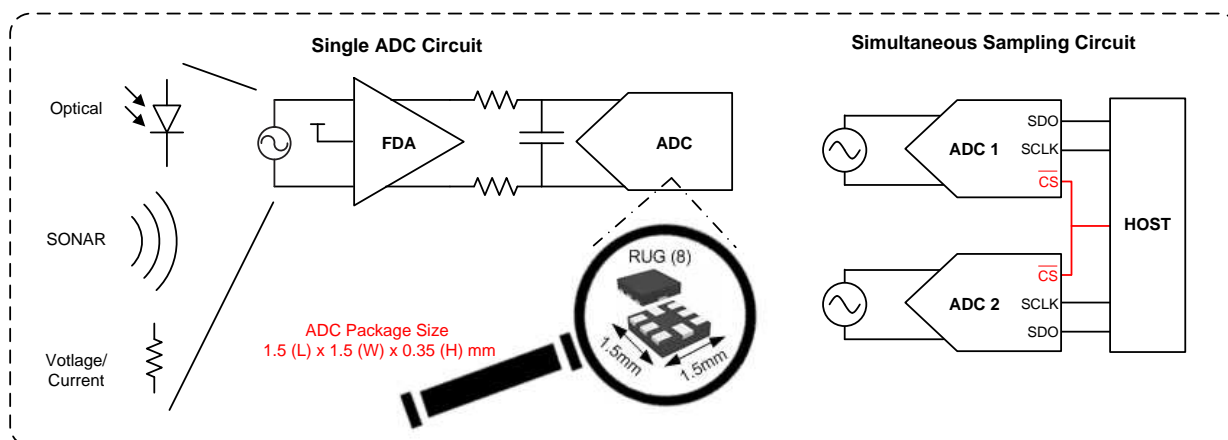 Single ADC Circuit
Simultaneous Sampling Circuit
Optical
SONAR
Votlage/
Current
FDA
ADC
RUG (8)
1.5mm
1.5mm
ADC Package Size
1.5 (L) x 1.5 (W) x 0.35 (H) mm
ADC 1
SDO
SCLK
CS
HOST
ADC 2
CS
SCLK
SDO